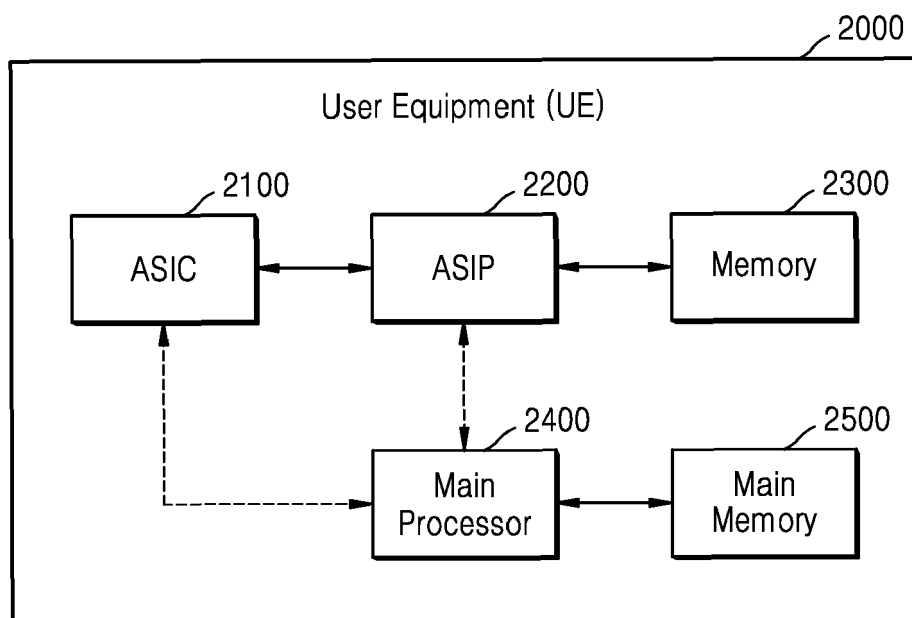 2000
User Equipment (UE)
2100
2200
2300
ASIC
ASIP
Memory
2400
2500
Main
Processor
Main
Memory